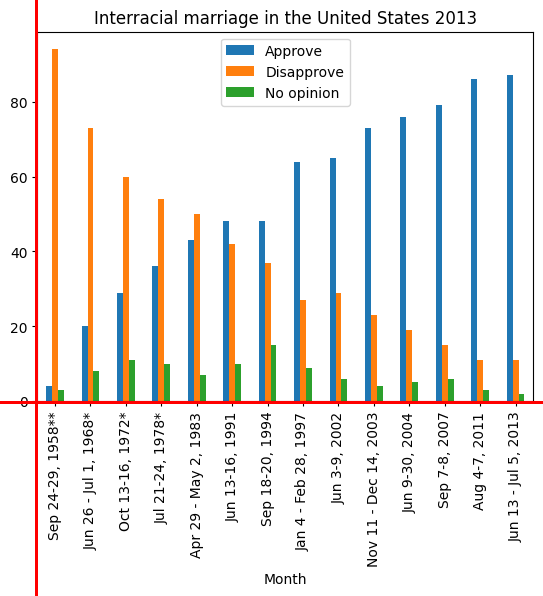 Interracial marriage in the United States 2013
Approve
Disapprove
No opinion
80
60
40
20
0
Sep 24-29, 1958**
Jun 26 - Jul 1, 1968*
Oct 13-16, 1972*
Jul 21-24, 1978*
Apr 29 - May 2, 1983
Jun 13-16, 1991
Sep 18-20, 1994
Jan 4 - Feb 28, 1997
Jun 3-9, 2002
Nov 11 - Dec 14, 2003
Jun 9-30, 2004
Sep 7-8, 2007
Aug 4-7, 2011
Jun 13 - Jul 5, 2013
Month